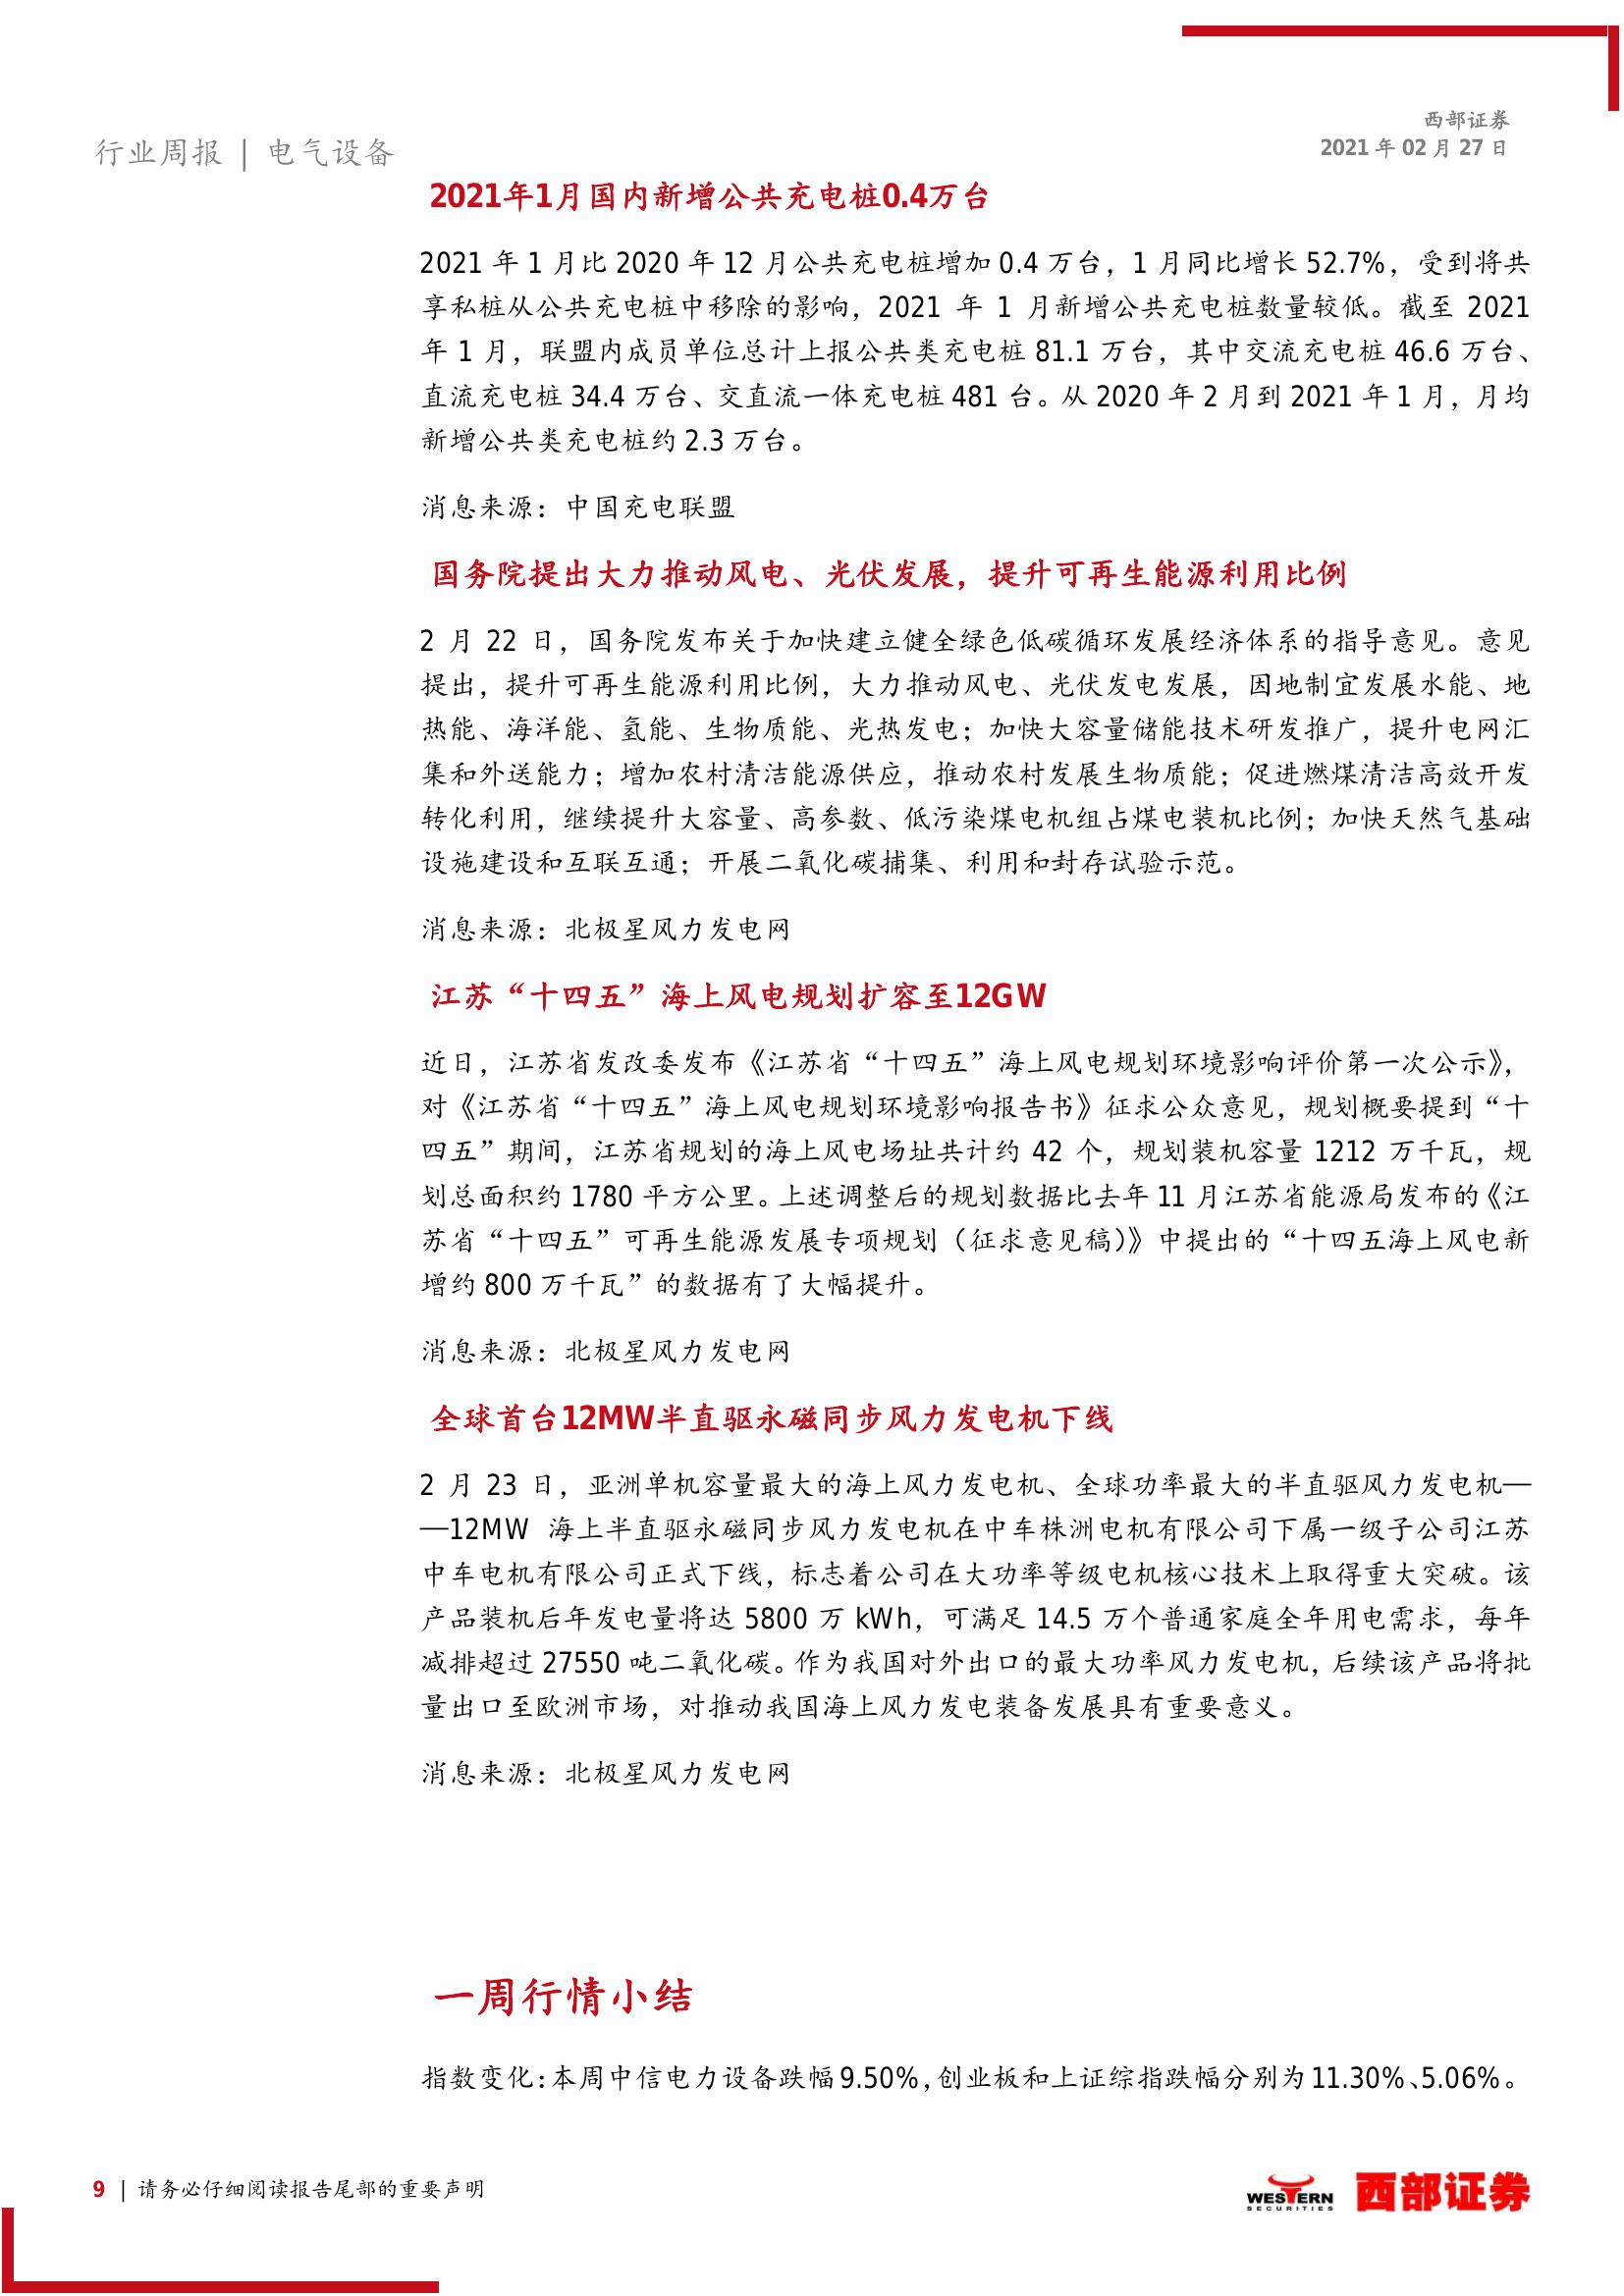 西部证券
2021 年 02 月 27 日
行业周报 | 电气设备
2021年1月国内新增公共充电桩0.4万台
2021 年 1 月比 2020 年 12 月公共充电桩增加 0.4 万台，1 月同比增长 52.7%，受到将共
享私桩从公共充电桩中移除的影响，2021 年 1 月新增公共充电桩数量较低。截至 2021
年 1 月，联盟内成员单位总计上报公共类充电桩 81.1 万台，其中交流充电桩 46.6 万台、
直流充电桩 34.4 万台、交直流一体充电桩 481 台。从 2020 年 2 月到 2021 年 1 月，月均
新增公共类充电桩约 2.3 万台。
消息来源：中国充电联盟
国务院提出大力推动风电、光伏发展，提升可再生能源利用比例
2 月 22 日，国务院发布关于加快建立健全绿色低碳循环发展经济体系的指导意见。意见
提出，提升可再生能源利用比例，大力推动风电、光伏发电发展，因地制宜发展水能、地
热能、海洋能、氢能、生物质能、光热发电；加快大容量储能技术研发推广，提升电网汇
集和外送能力；增加农村清洁能源供应，推动农村发展生物质能；促进燃煤清洁高效开发
转化利用，继续提升大容量、高参数、低污染煤电机组占煤电装机比例；加快天然气基础
设施建设和互联互通；开展二氧化碳捕集、利用和封存试验示范。
消息来源：北极星风力发电网
江苏“十四五”海上风电规划扩容至12GW
近日，江苏省发改委发布《江苏省“十四五”海上风电规划环境影响评价第一次公示》，
对《江苏省“十四五”海上风电规划环境影响报告书》征求公众意见，规划概要提到“十
四五”期间，江苏省规划的海上风电场址共计约 42 个，规划装机容量 1212 万千瓦，规
划总面积约 1780 平方公里。上述调整后的规划数据比去年 11 月江苏省能源局发布的《江
苏省“十四五”可再生能源发展专项规划（征求意见稿）》中提出的“十四五海上风电新
增约 800 万千瓦”的数据有了大幅提升。
消息来源：北极星风力发电网
全球首台12MW半直驱永磁同步风力发电机下线
2 月 23 日，亚洲单机容量最大的海上风力发电机、全球功率最大的半直驱风力发电机—
—12MW 海上半直驱永磁同步风力发电机在中车株洲电机有限公司下属一级子公司江苏
中车电机有限公司正式下线，标志着公司在大功率等级电机核心技术上取得重大突破。该
产品装机后年发电量将达 5800 万 kWh，可满足 14.5 万个普通家庭全年用电需求，每年
减排超过 27550 吨二氧化碳。作为我国对外出口的最大功率风力发电机，后续该产品将批
量出口至欧洲市场，对推动我国海上风力发电装备发展具有重要意义。
消息来源：北极星风力发电网
一周行情小结
指数变化：本周中信电力设备跌幅 9.50%，创业板和上证综指跌幅分别为 11.30%、5.06%。
9 | 请务必仔细阅读报告尾部的重要声明
WESTERN
SECURITIES
西部证券